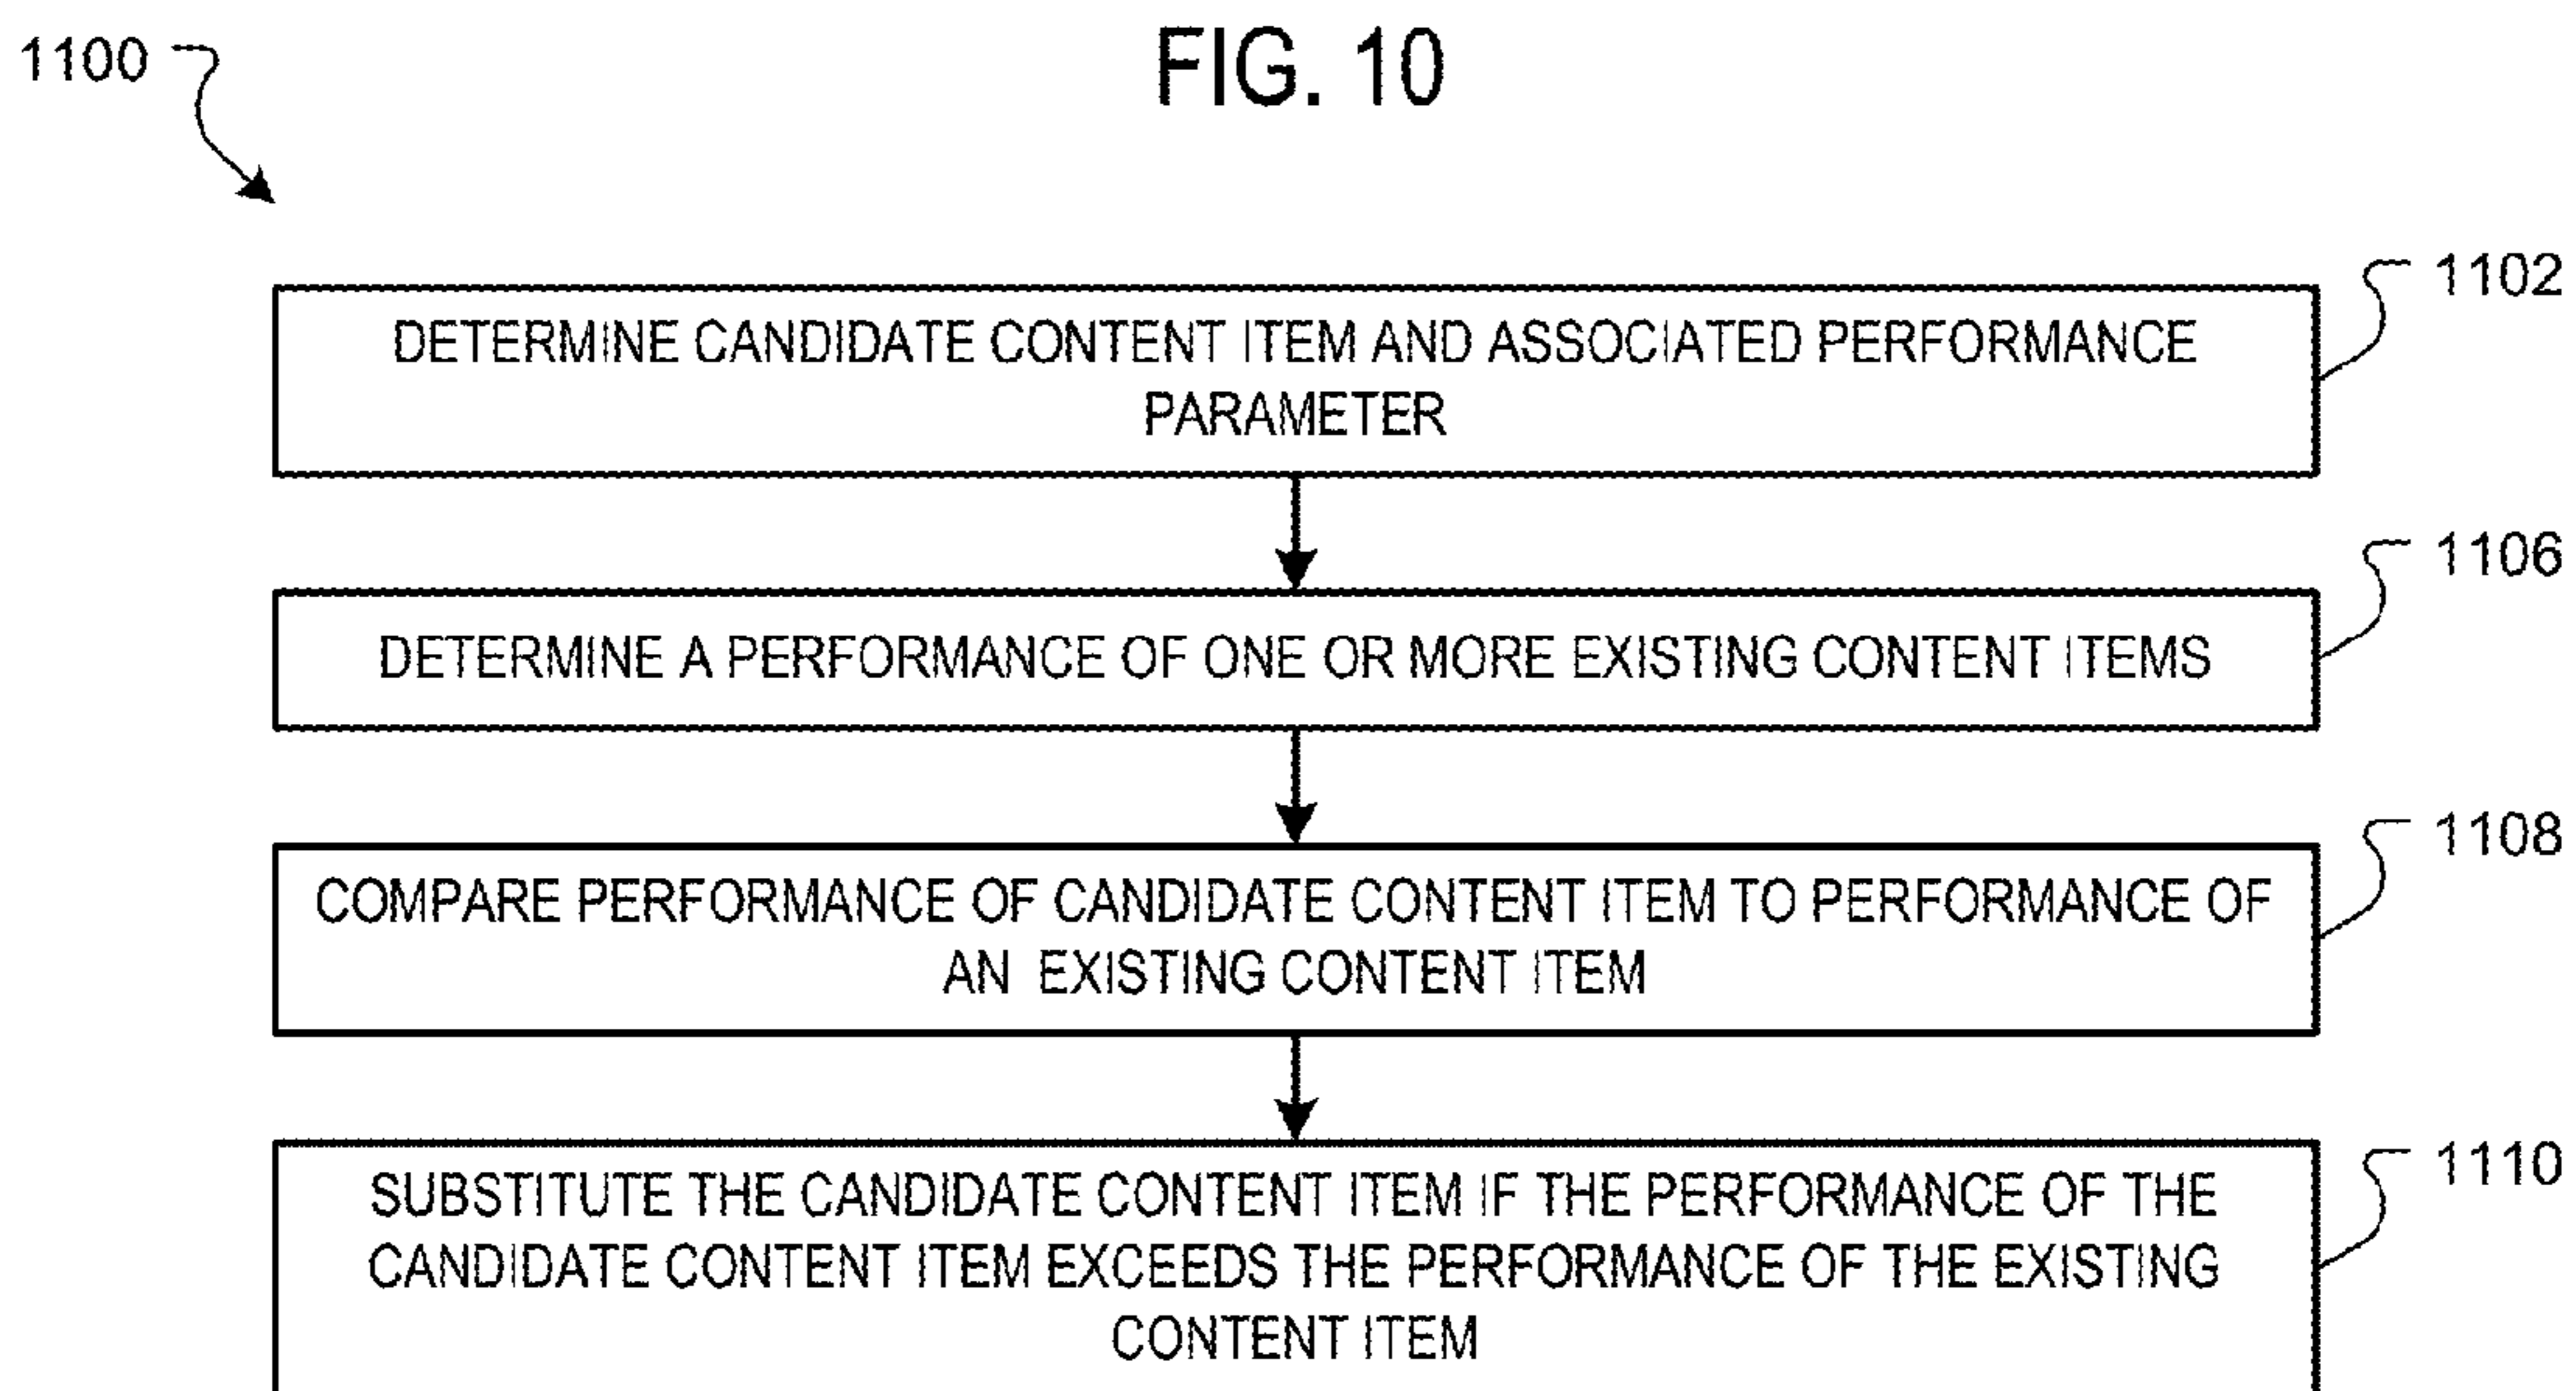 FIG. 10
1100
1102
DETERMINE CANDIDATE CONTENT ITEM AND ASSOCIATED PERFORMANCE
PARAMETER
1106
DETERMINE A PERFORMANCE OF ONE OR MORE EXISTING CONTENT ITEMS
1108
COMPARE PERFORMANCE OF CANDIDATE CONTENT ITEM TO PERFORMANCE OF
AN EXISTING CONTENT ITEM
1110
SUBSTITUTE THE CANDIDATE CONTENT ITEM IF THE PERFORMANCE OF THE
CANDIDATE CONTENT ITEM EXCEEDS THE PERFORMANCE OF THE EXISTING
CONTENT ITEM